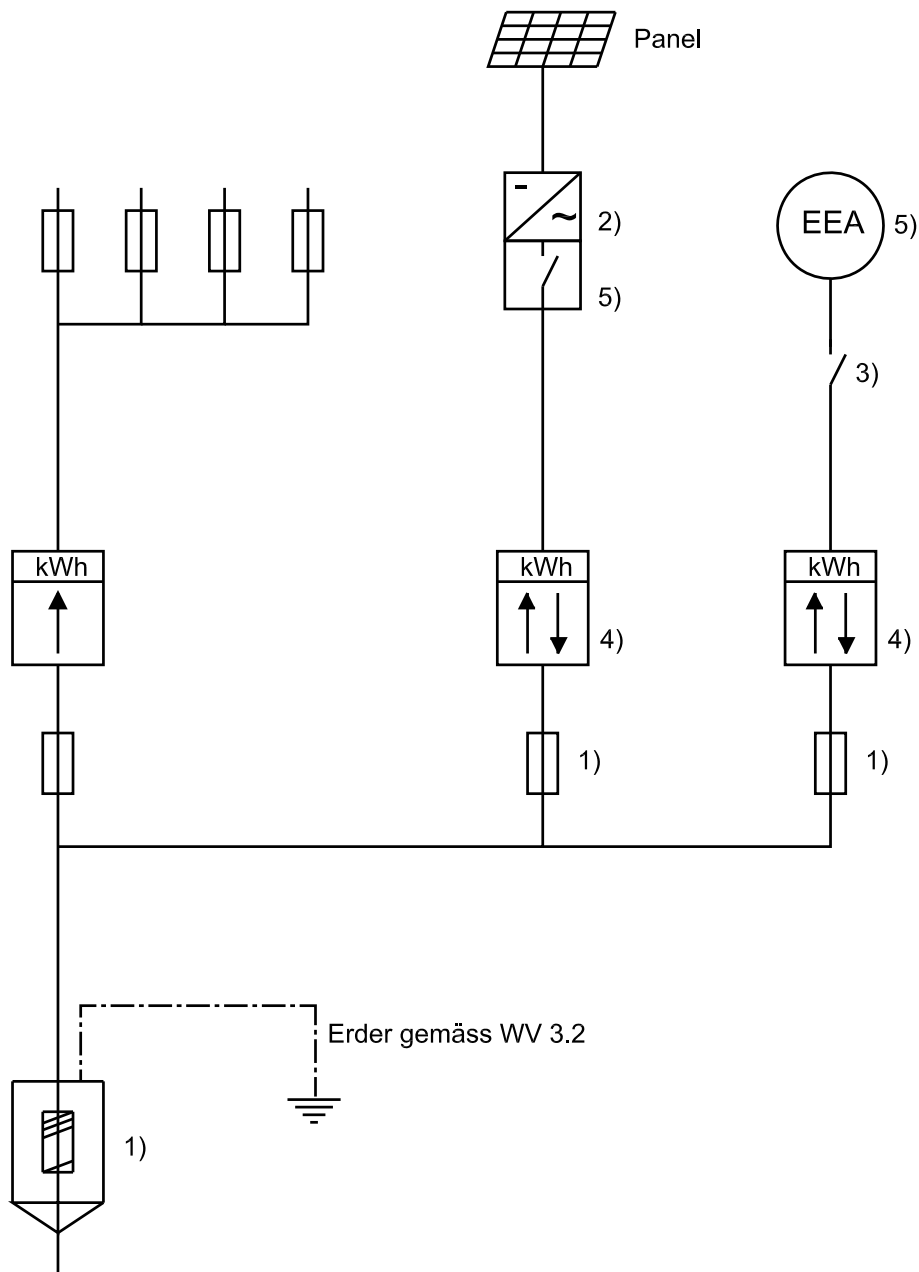 Panel
2)
EEA 5)
5)
3)
kWh
kWh
kWh
4)
4)
1)
1)
Erder gemäss WV 3.2
1)